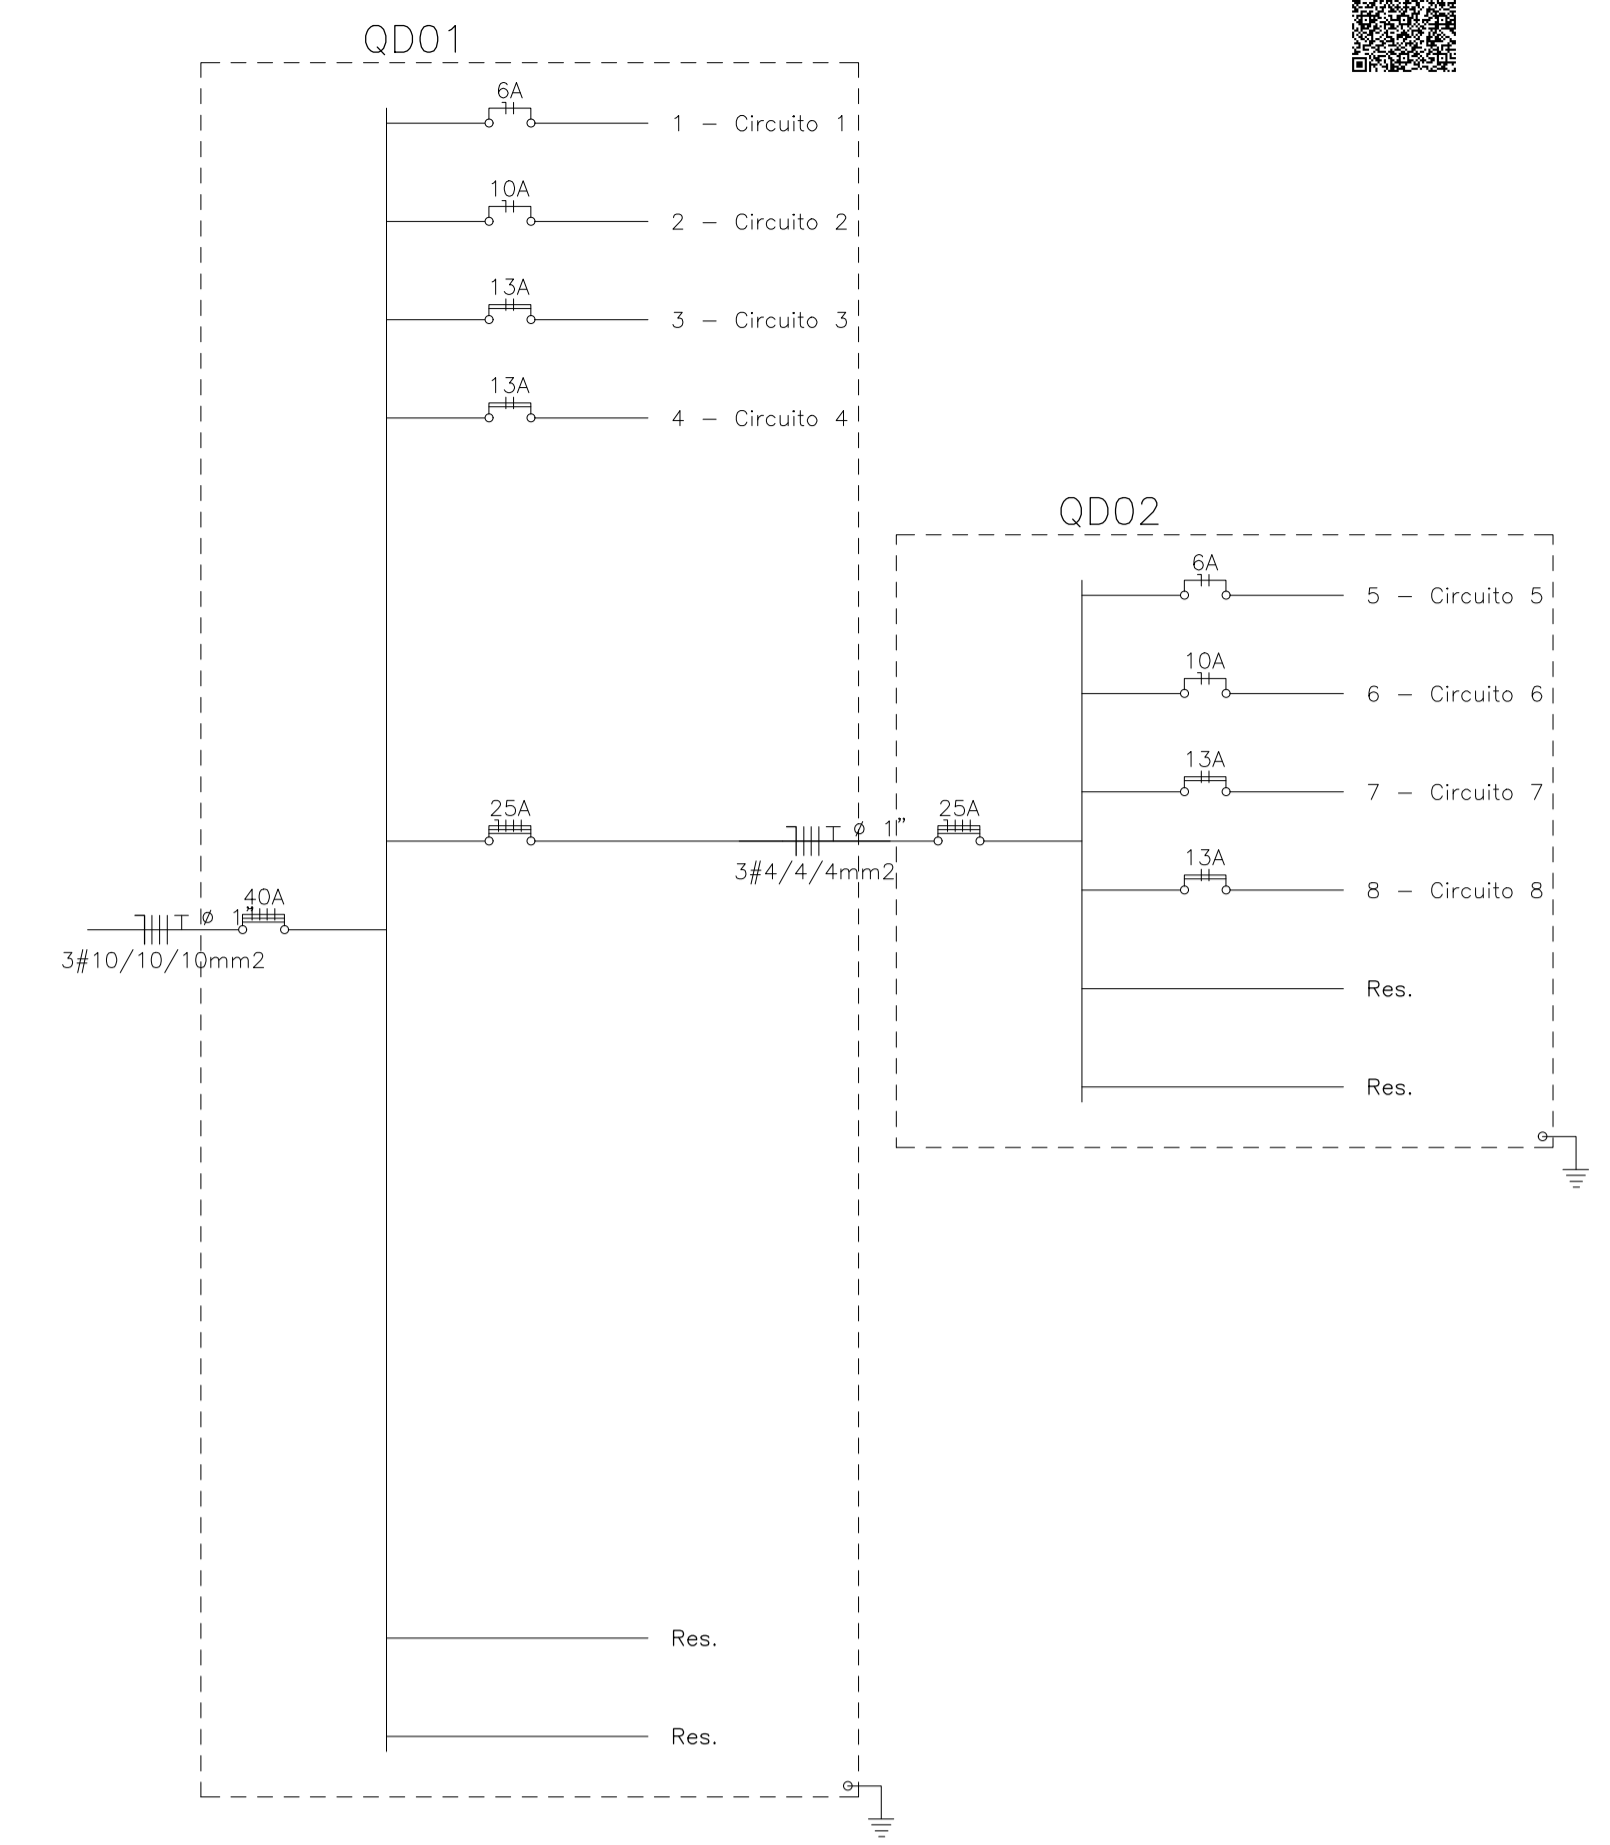 QD01
6A
1 - Circuito 1
10A
2 - Circuito 2
13A
3 - Circuito 3
13A
4 - Circuito 4
25A
3#4/4/4mm2
ø 1"
40A
ø 1"
3#10/10/10mm2
Res.
Res.
QD02
6A
5 - Circuito 5
10A
6 - Circuito 6
13A
7 - Circuito 7
25A
13A
8 - Circuito 8
Res.
Res.